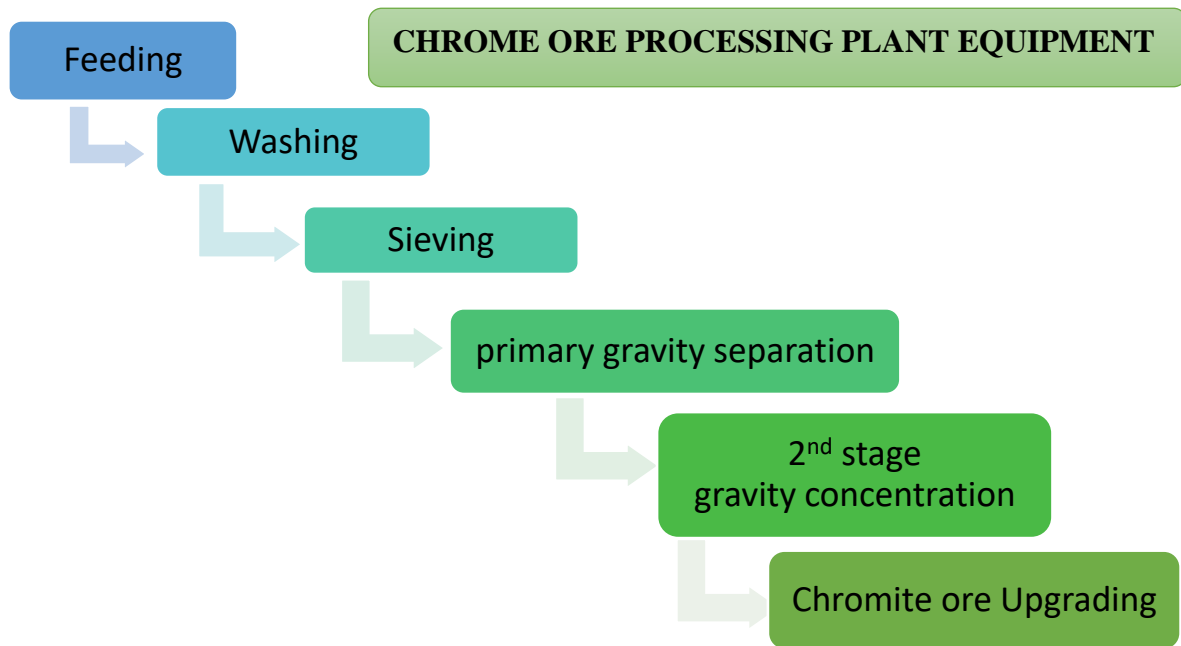 CHROME ORE PROCESSING PLANT EQUIPMENT
Feeding
Washing
Sieving
primary gravity separation
2nd stage
gravity concentration
Chromite ore Upgrading